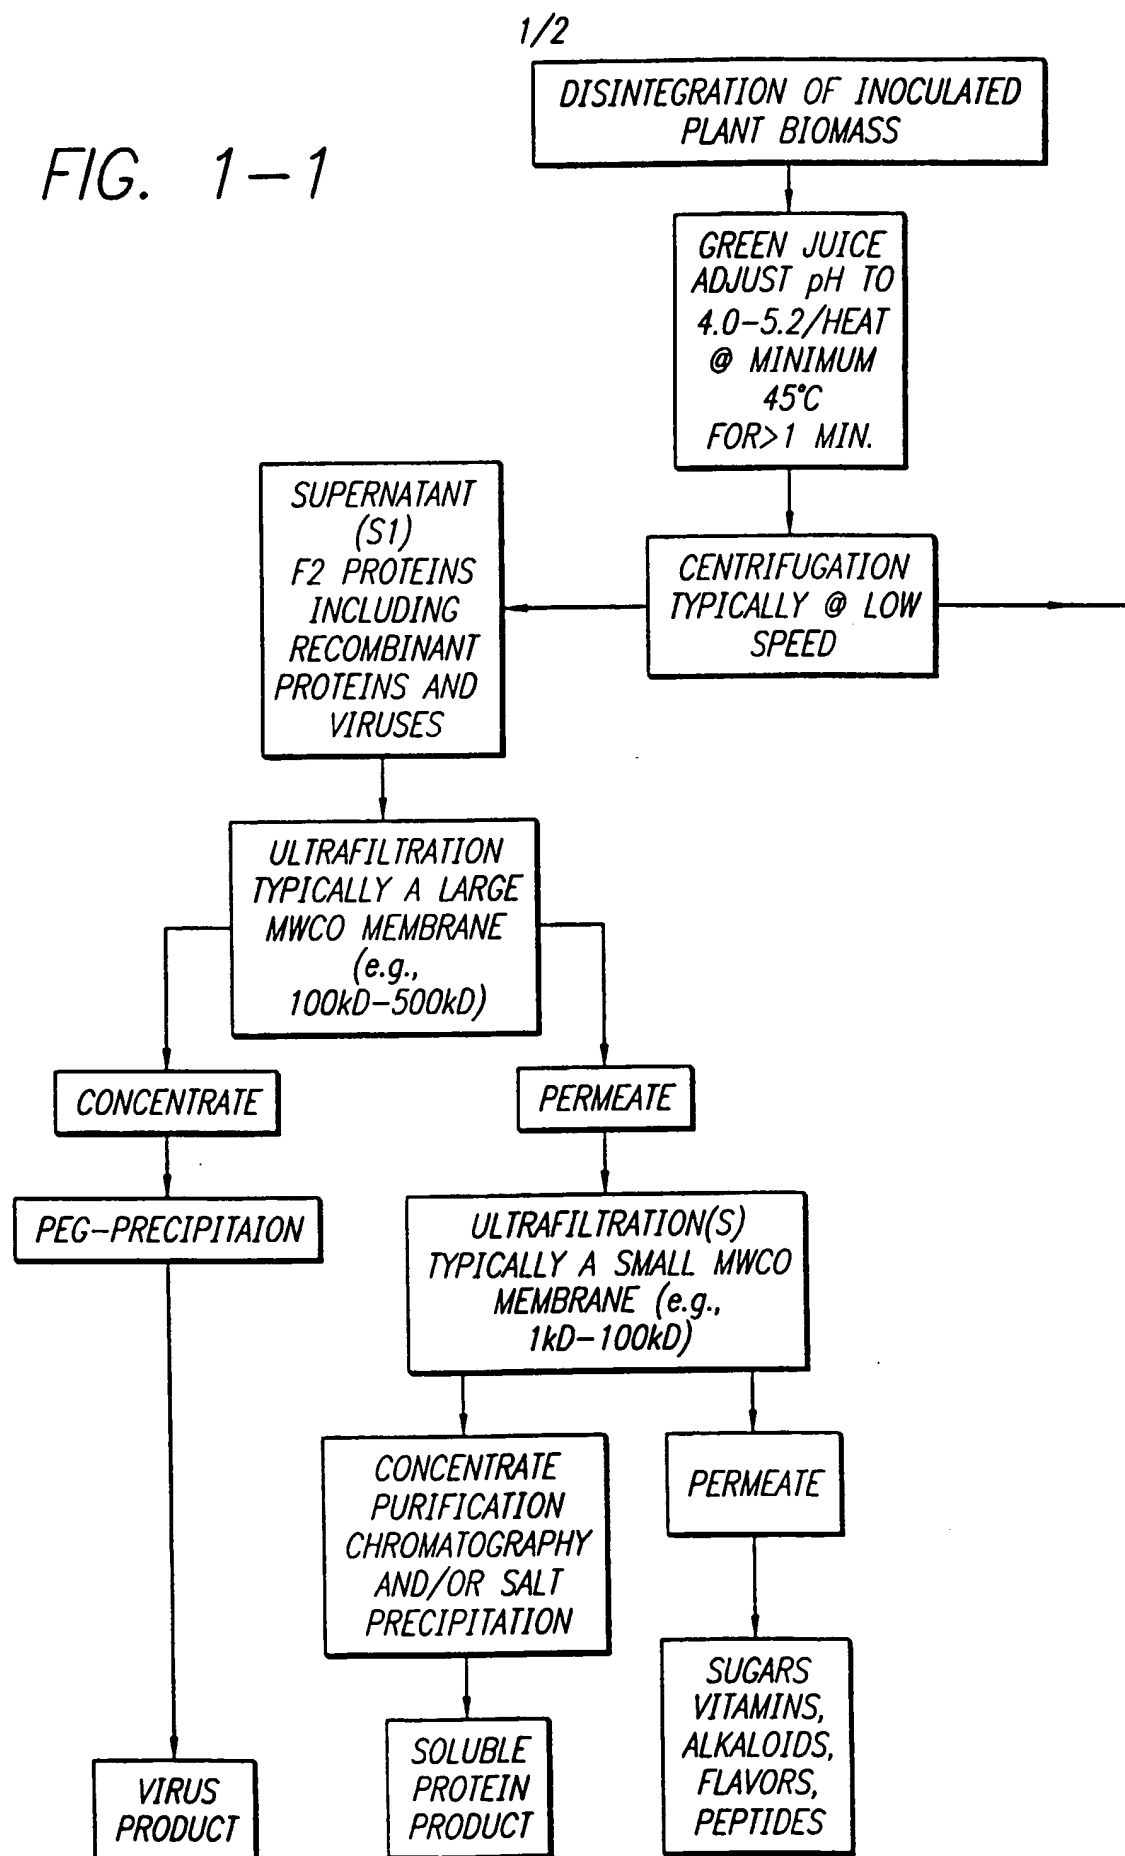 1/2
FIG. 1-1
DISINTEGRATION OF INOCULATED
PLANT BIOMASS
GREEN JUICE
ADJUST pH TO
4.0-5.2/HEAT
@ MINIMUM
45°C
FOR>1 MIN.
SUPERNATANT
(S1)
F2 PROTEINS
INCLUDING
RECOMBINANT
PROTEINS AND
VIRUSES
CENTRIFUGATION
TYPICALLY @ LOW
SPEED
ULTRAFILTRATION
TYPICALLY A LARGE
MWCO MEMBRANE
(e.g.,
100kD-500kD)
CONCENTRATE
PERMEATE
PEG-PRECIPITAION
ULTRAFILTRATION(S)
TYPICALLY A SMALL MWCO
MEMBRANE (e.g.,
1kD-100kD)
CONCENTRATE
PURIFICATION
CHROMATOGRAPHY
AND/OR SALT
PRECIPITATION
PERMEATE
VIRUS
PRODUCT
SOLUBLE
PROTEIN
PRODUCT
SUGARS
VITAMINS,
ALKALOIDS,
FLAVORS,
PEPTIDES